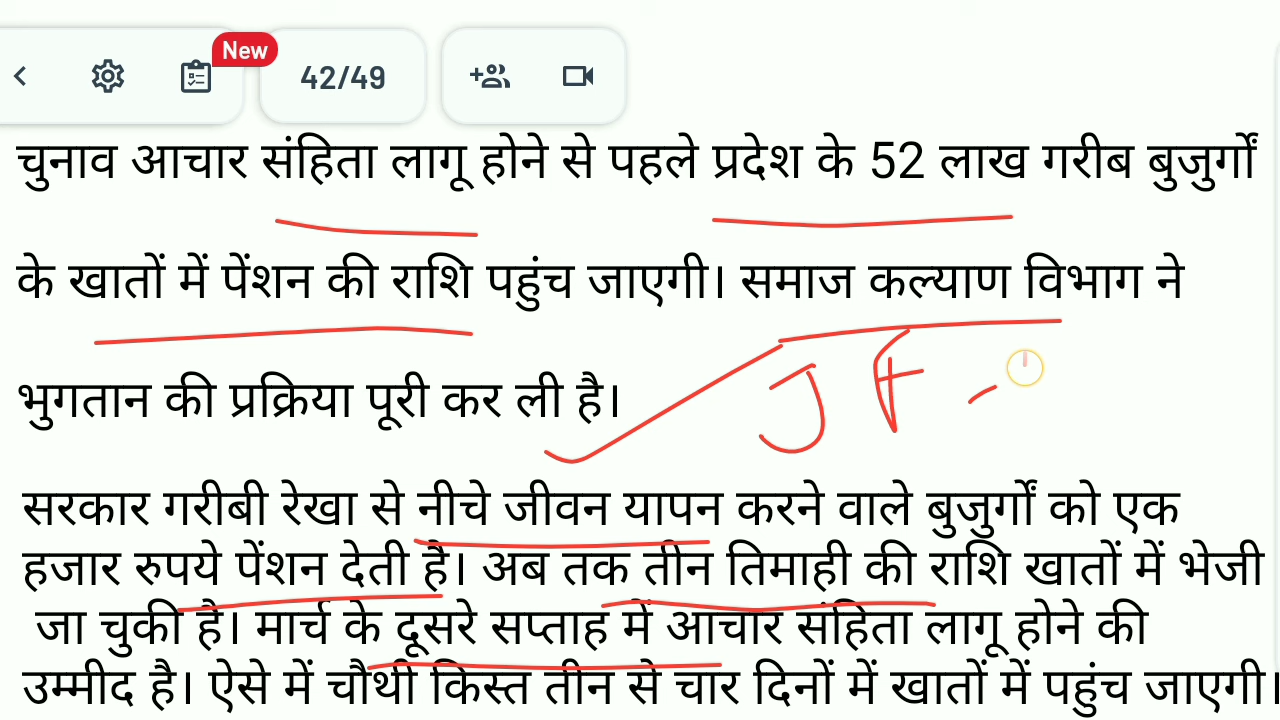 New
42/49
चुनाव आचार संहिता लागू होने से पहले प्रदेश के 52 लाख गरीब बुजुर्गों
के खातों में पेंशन की राशि पहुंच जाएगी। समाज कल्याण विभाग ने
भुगतान की प्रक्रिया पूरी कर ली है।
J F -
सरकार गरीबी रेखा से नीचे जीवन यापन करने वाले बुजुर्गों को एक
हजार रुपये पेंशन देती है। अब तक तीन तिमाही की राशि खातों में भेजी
जा चुकी है। मार्च के दूसरे सप्ताह में आचार संहिता लागू होने की
उम्मीद है। ऐसे में चौथी किस्त तीन से चार दिनों में खातों में पहुंच जाएगी।